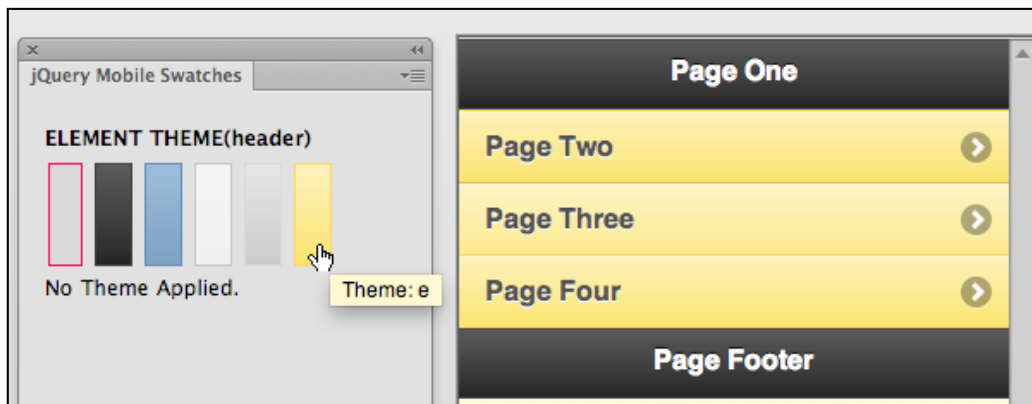 jQuery Mobile Swatches
ELEMENT THEME(header)
No Theme Applied.
Theme: e
Page One
Page Two
Page Three
Page Four
Page Footer